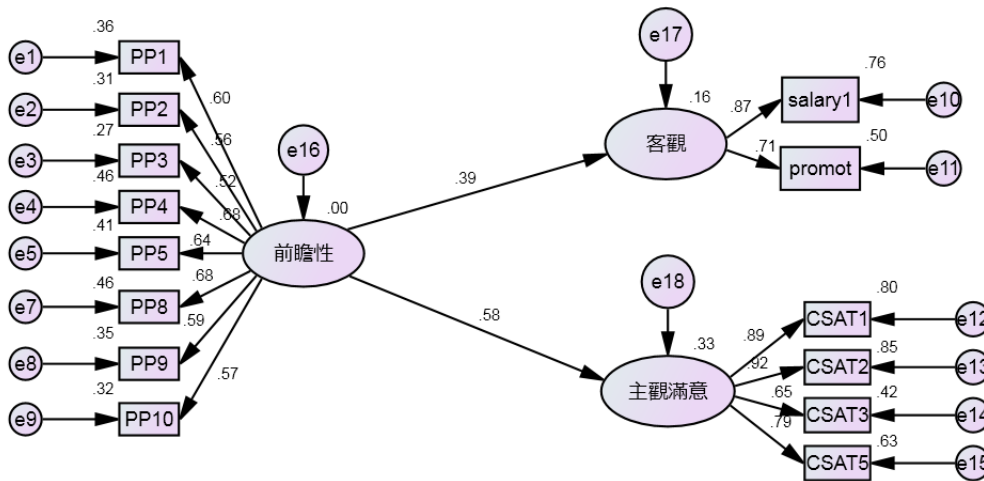 .36
e1
PP1
.31
e2
PP2
.27
e3
PP3
.46
e4
PP4
.41
e5
PP5
.46
e7
PP8
.35
e8
PP9
.32
e9
PP10
.60
.56
.52
.68
.64
.68
.59
.57
e16
.00
前瞻性
.39
.58
e17
.16
客觀
.87
.71
.76
salary1
e10
.50
promot
e11
e18
.33
主觀滿意
.89
.92
.65
.79
.80
CSAT1
e12
.85
CSAT2
e13
.42
CSAT3
e14
.63
CSAT5
e15